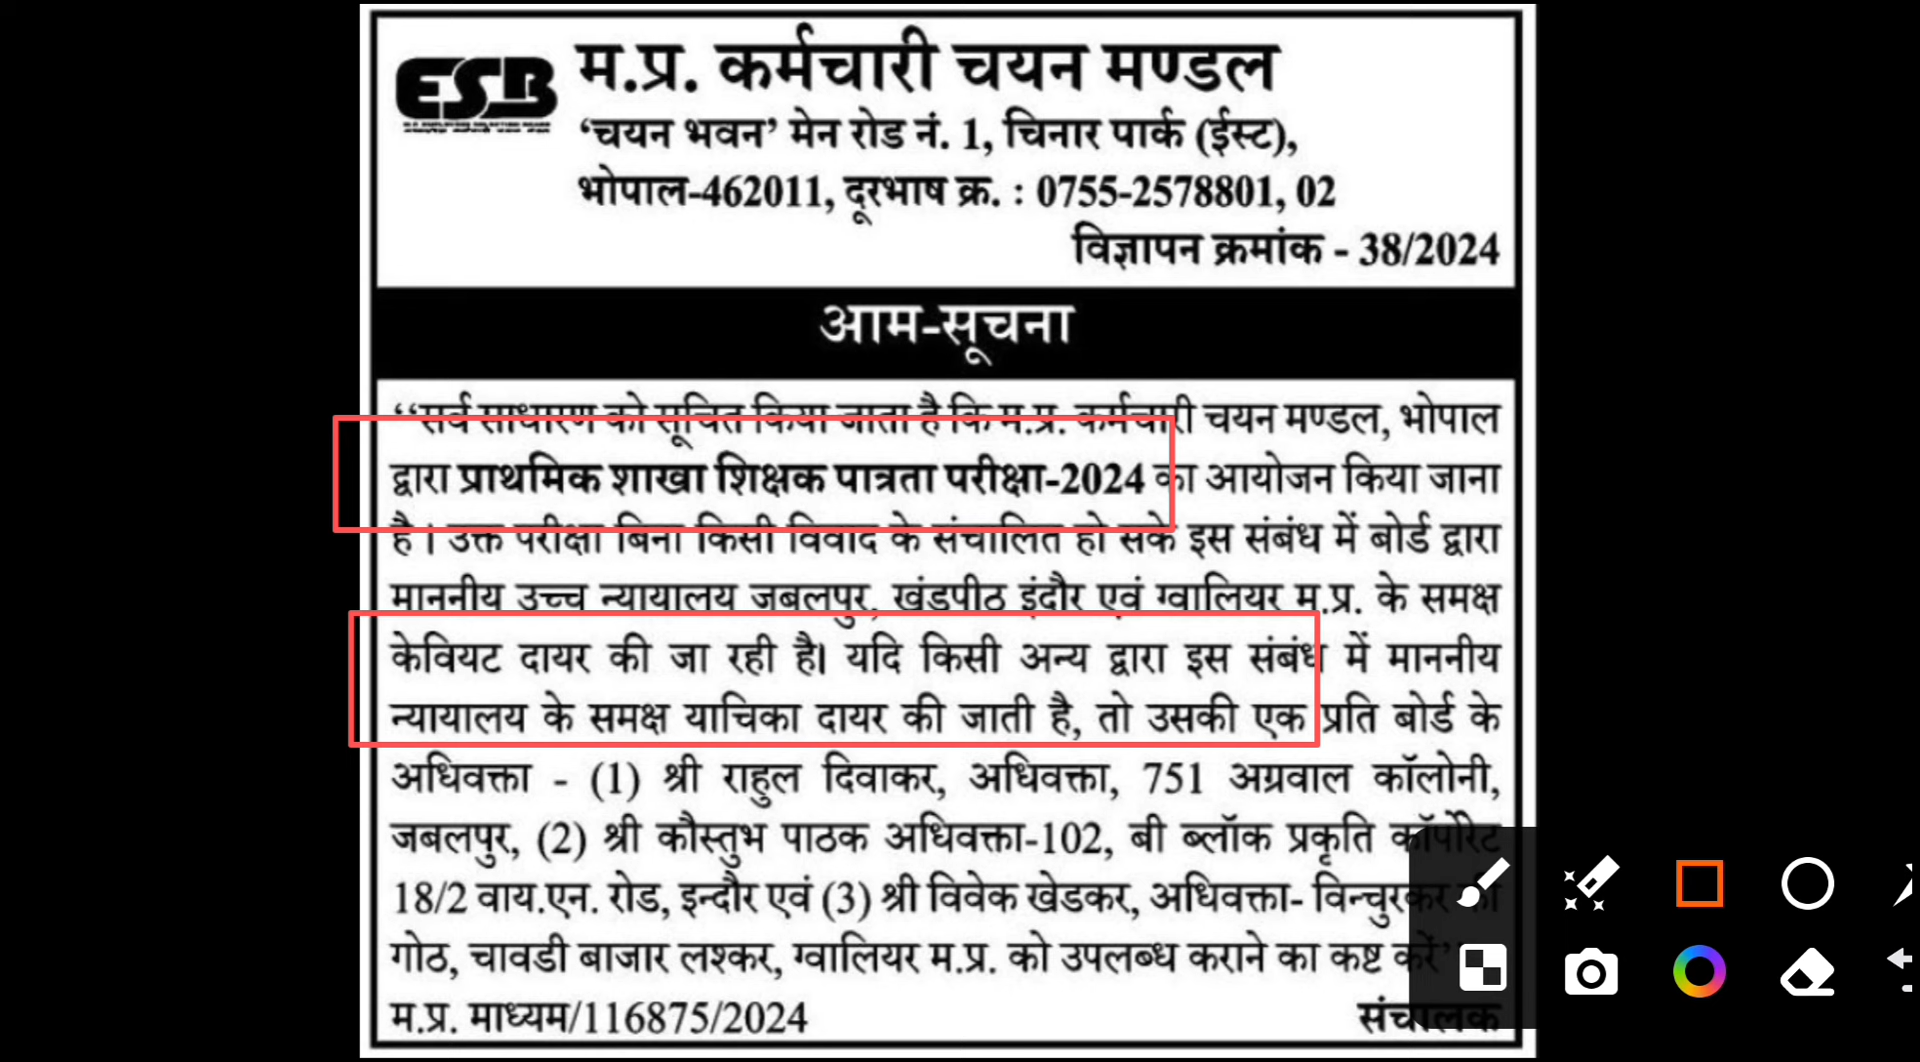 ESB
म.प्र. कर्मचारी चयन मण्डल
‘चयन भवन’ मेन रोड नं. 1, चिनार पार्क (ईस्ट),
भोपाल-462011, दूरभाष क्र. : 0755-2578801, 02
विज्ञापन क्रमांक - 38/2024
आम-सूचना
“सर्व साधारण को सूचित किया जाता है कि म.प्र. कर्मचारी चयन मण्डल, भोपाल
द्वारा प्राथमिक शाखा शिक्षक पात्रता परीक्षा-2024 का आयोजन किया जाना
है। उक्त परीक्षा बिना किसी विवाद के संचालित हो सके इस संबंध में बोर्ड द्वारा
माननीय उच्च न्यायालय जबलपुर, खंडपीठ इंदौर एवं ग्वालियर म.प्र. के समक्ष
केवियट दायर की जा रही है। यदि किसी अन्य द्वारा इस संबंध में माननीय
न्यायालय के समक्ष याचिका दायर की जाती है, तो उसकी एक प्रति बोर्ड के
अधिवक्ता - (1) श्री राहुल दिवाकर, अधिवक्ता, 751 अग्रवाल कॉलोनी,
जबलपुर, (2) श्री कौस्तुभ पाठक अधिवक्ता-102, बी ब्लॉक प्रकृति कॉर्पोरेट
18/2 वाय.एन. रोड, इन्दौर एवं (3) श्री विवेक खेडकर, अधिवक्ता- विन्चुरकर की
गोठ, चावडी बाजार लश्कर, ग्वालियर म.प्र. को उपलब्ध कराने का कष्ट करें”
म.प्र. माध्यम/116875/2024
संचालक